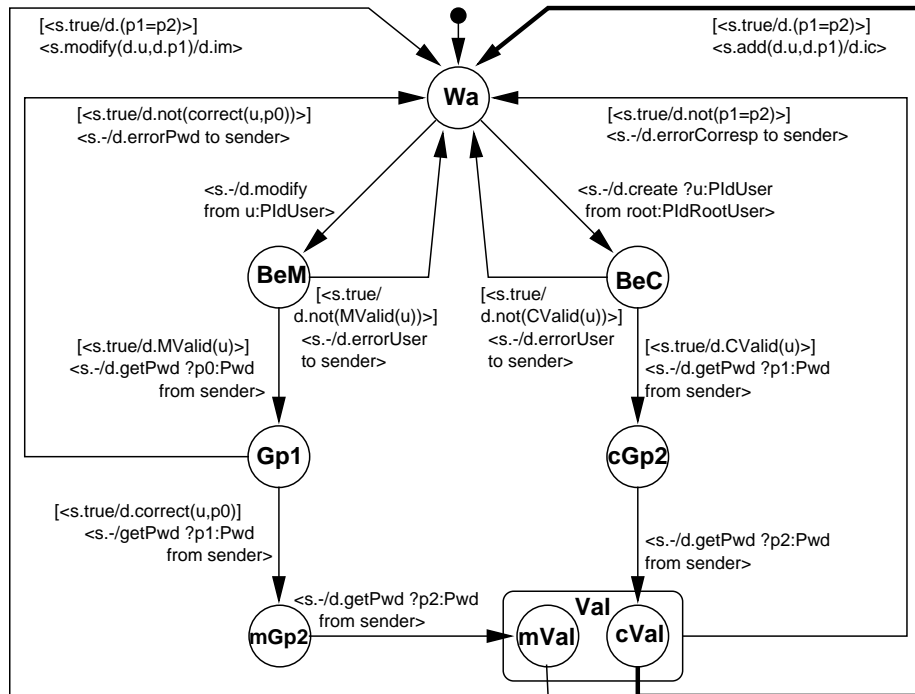 [<s.true/d.(p1=p2)>]
<s.modify(d.u,d.p1)/d.im>
[<s.true/d.(p1=p2)>]
<s.add(d.u,d.p1)/d.ic>
Wa
[<s.true/d.not(correct(u,p0))>]
<s.-/d.errorPwd to sender>
[<s.true/d.not(p1=p2)>]
<s.-/d.errorCorresp to sender>
<s.-/d.modify
from u:PIdUser>
<s.-/d.create ?u:PIdUser
from root:PIdRootUser>
BeM
BeC
[<s.true/
d.not(MValid(u))>]
<s.-/d.errorUser
to sender>
[<s.true/
d.not(CValid(u))>]
<s.-/d.errorUser
to sender>
[<s.true/d.MValid(u)>]
<s.-/d.getPwd ?p0:Pwd
from sender>
[<s.true/d.CValid(u)>]
<s.-/d.getPwd ?p1:Pwd
from sender>
Gp1
cGp2
[<s.true/d.correct(u,p0)]
<s.-/getPwd ?p1:Pwd
from sender>
<s.-/d.getPwd ?p2:Pwd
from sender>
mGp2
<s.-/d.getPwd ?p2:Pwd
from sender>
Val
mVal
cVal